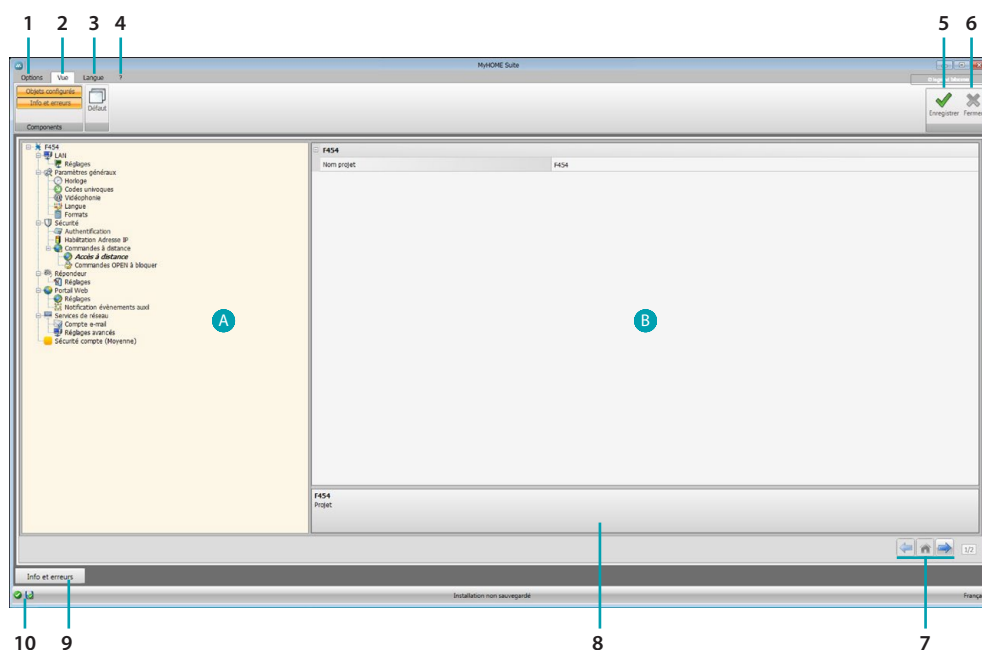 1 2 3 4 5 6
MyHOME Suite
Options Vue Langue ?
Objets configurés
Info et erreurs
Défaut
Components
Enregistrer Fermer
F454
LAN
Réglages
Paramètres généraux
Horloge
Codes univoques
Vidéophonie
Langue
Formats
Sécurité
Authentification
Habilitation Adresse IP
Commandes à distance
Accès à distance
Commandes OPEN à bloquer
Répondeur
Réglages
Portail Web
Réglages
Notification évènements auxil
Services de réseau
Compte e-mail
Réglages avancés
Sécurité compte (Moyenne)
A
F454
Nom projet F454
B
F454
Projet
1/2
Info et erreurs
Installation non sauvegardé
França
10 9 8 7